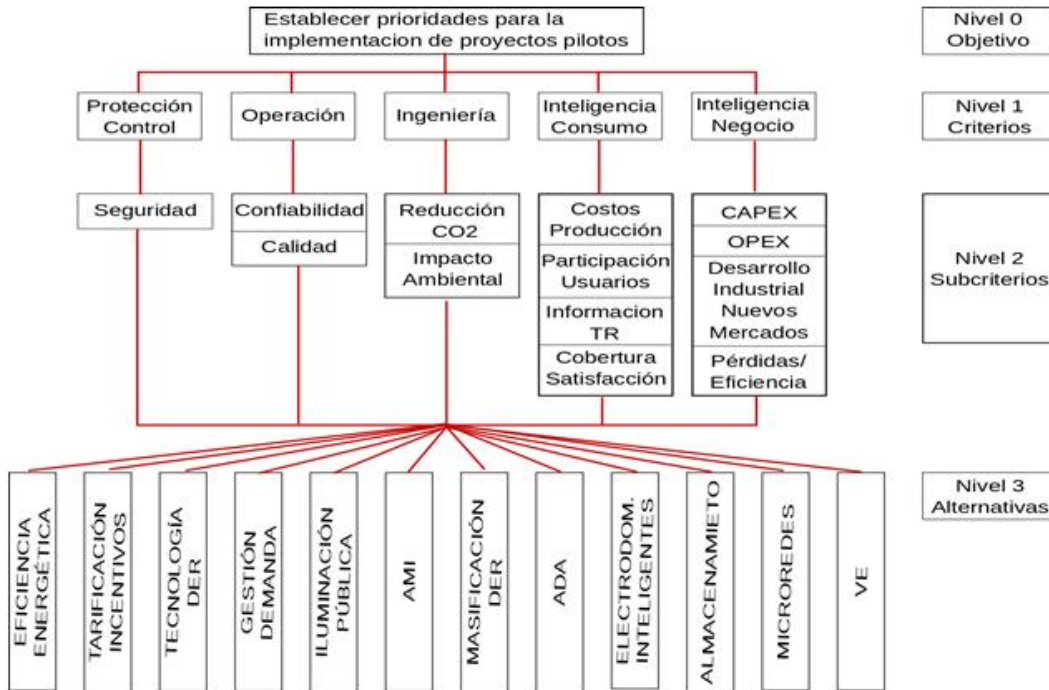 Establecer prioridades para la
implementacion de proyectos pilotos
Nivel 0
Objetivo
Protección
Control
Operación
Ingeniería
Inteligencia
Consumo
Inteligencia
Negocio
Nivel 1
Criterios
Seguridad
Confiabilidad
Calidad
Reducción
CO2
Impacto
Ambiental
Costos
Producción
Participación
Usuarios
Informacion
TR
Cobertura
Satisfacción
CAPEX
OPEX
Desarrollo
Industrial
Nuevos
Mercados
Pérdidas/
Eficiencia
Nivel 2
Subcriterios
EFICIENCIA
ENERGÉTICA
TARIFICACIÓN
INCENTIVOS
TECNOLOGÍA
DER
GESTIÓN
DEMANDA
ILUMINACIÓN
PÚBLICA
AMI
MASIFICACIÓN
DER
ADA
ELECTRODOM.
INTELIGENTES
ALMACENAMIETO
MICROREDES
VE
Nivel 3
Alternativas